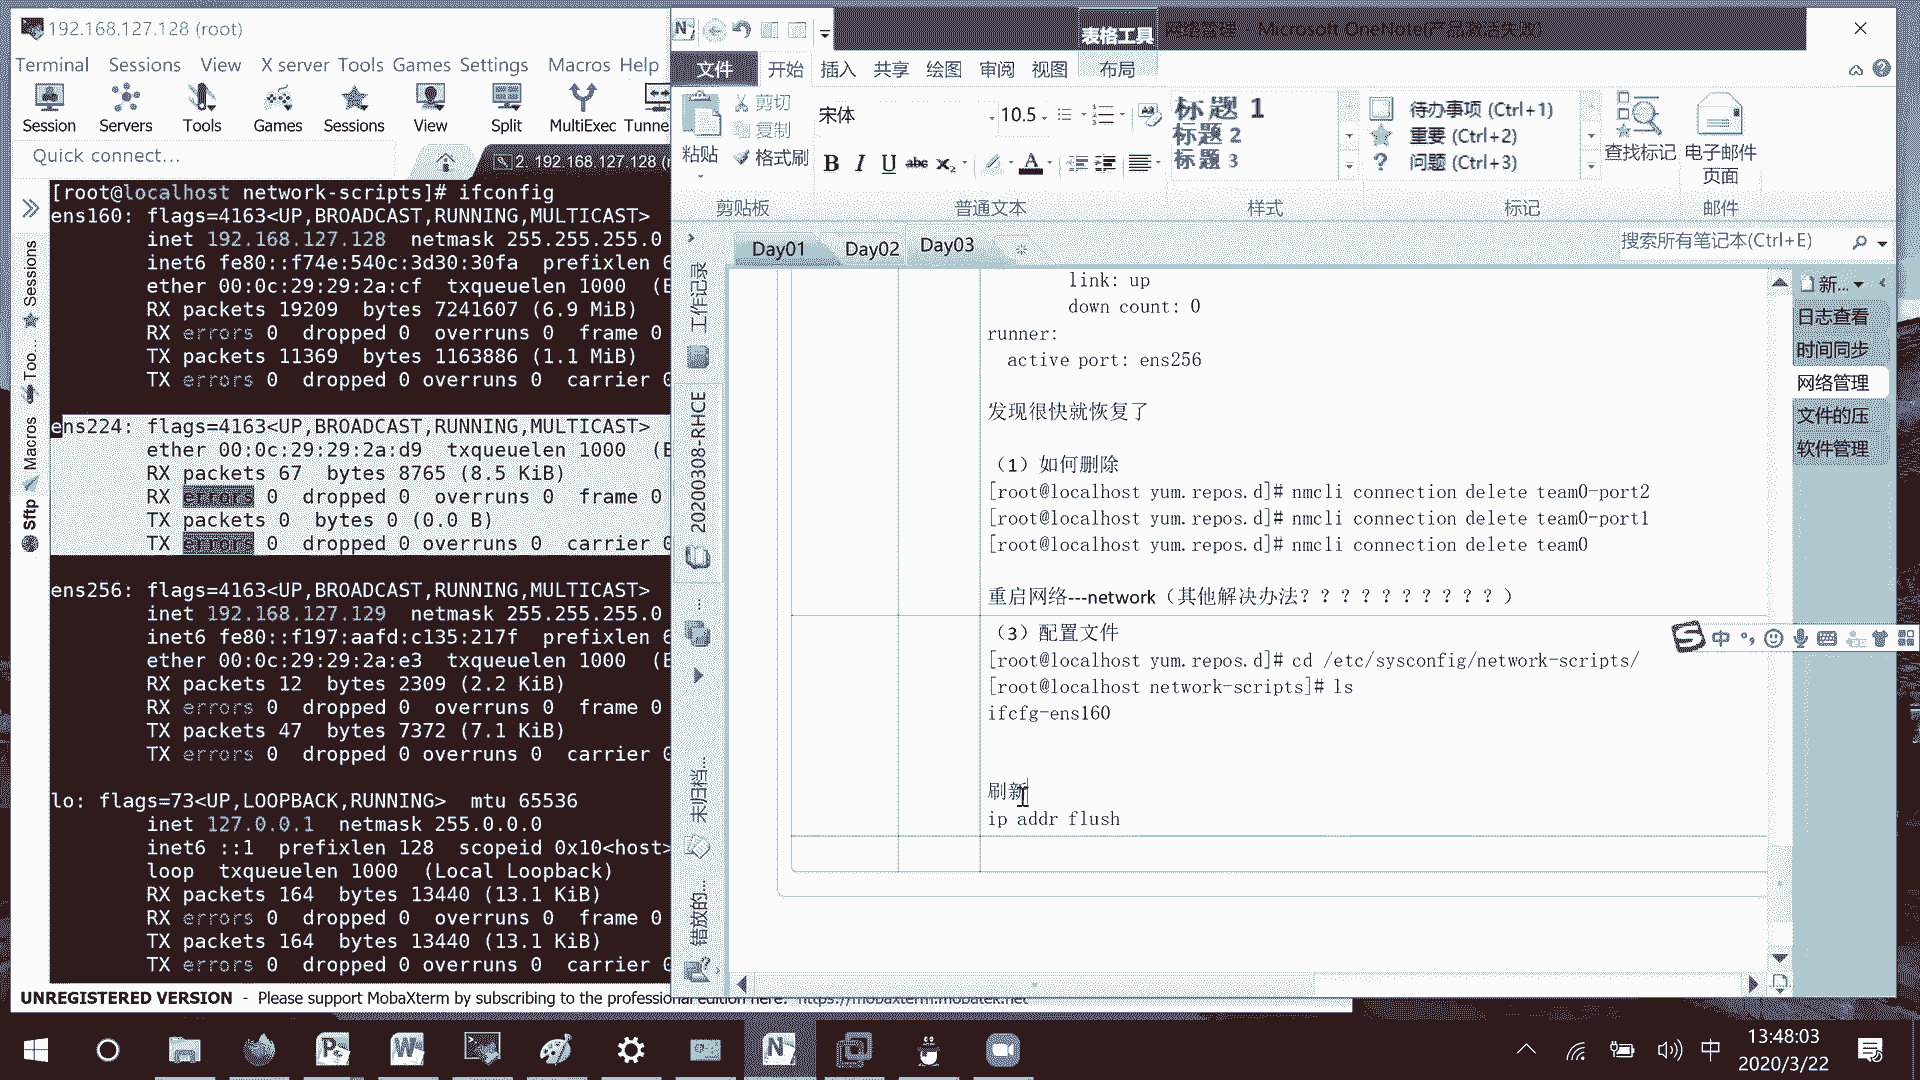 192.168.127.128 (root)
Terminal Sessions View X server Tools Games Settings Macros Help
Session Servers Tools Games Sessions View Split MultiExec Tunne
Quick connect...
2. 192.168.127.128 (r
Sessions
Too...
Macros
Sftp
[root@localhost network-scripts]# ifconfig
ens160: flags=4163<UP,BROADCAST,RUNNING,MULTICAST>
inet 192.168.127.128 netmask 255.255.255.0
inet6 fe80::f74e:540c:3d30:30fa prefixlen 6
ether 00:0c:29:29:2a:cf txqueuelen 1000 (E
RX packets 19209 bytes 7241607 (6.9 MiB)
RX errors 0 dropped 0 overruns 0 frame 0
TX packets 11369 bytes 1163886 (1.1 MiB)
TX errors 0 dropped 0 overruns 0 carrier 0
ens224: flags=4163<UP,BROADCAST,RUNNING,MULTICAST>
ether 00:0c:29:29:2a:d9 txqueuelen 1000 (E
RX packets 67 bytes 8765 (8.5 KiB)
RX errors 0 dropped 0 overruns 0 frame 0
TX packets 0 bytes 0 (0.0 B)
TX errors 0 dropped 0 overruns 0 carrier 0
ens256: flags=4163<UP,BROADCAST,RUNNING,MULTICAST>
inet 192.168.127.129 netmask 255.255.255.0
inet6 fe80::f197:aafd:c135:217f prefixlen 6
ether 00:0c:29:29:2a:e3 txqueuelen 1000 (E
RX packets 12 bytes 2309 (2.2 KiB)
RX errors 0 dropped 0 overruns 0 frame 0
TX packets 47 bytes 7372 (7.1 KiB)
TX errors 0 dropped 0 overruns 0 carrier 0
lo: flags=73<UP,LOOPBACK,RUNNING> mtu 65536
inet 127.0.0.1 netmask 255.0.0.0
inet6 ::1 prefixlen 128 scopeid 0x10<host>
loop txqueuelen 1000 (Local Loopback)
RX packets 164 bytes 13440 (13.1 KiB)
RX errors 0 dropped 0 overruns 0 frame 0
TX packets 164 bytes 13440 (13.1 KiB)
TX errors 0 dropped 0 overruns 0 carrier 0
UNREGISTERED VERSION - Please support MobaXterm by subscribing to the professional edition here: https://mobaxterm.mobatek.net
表格工具 网络管理 - Microsoft OneNote(产品激活失败)
文件 开始 插入 共享 绘图 审阅 视图 布局
粘贴 剪切
复制
格式刷
剪贴板
宋体 10.5
普通文本
标题 1
标题 2
标题 3
样式
待办事项 (Ctrl+1)
重要 (Ctrl+2)
问题 (Ctrl+3)
查找标记
标记
电子邮件
页面
邮件
Day01 Day02 Day03
搜索所有笔记本(Ctrl+E)
工作记录
20200308-RHCE
未归档...
错放的...
link: up
down count: 0
runner:
active port: ens256
发现很快就恢复了
（1）如何删除
[root@localhost yum.repos.d]# nmcli connection delete team0-port2
[root@localhost yum.repos.d]# nmcli connection delete team0-port1
[root@localhost yum.repos.d]# nmcli connection delete team0
重启网络---network（其他解决办法？？？？？？？？？？）
（3）配置文件
[root@localhost yum.repos.d]# cd /etc/sysconfig/network-scripts/
[root@localhost network-scripts]# ls
ifcfg-ens160
刷新
ip addr flush
新...
日志查看
时间同步
网络管理
文件的压
软件管理
中
中
13:48:03
2020/3/22